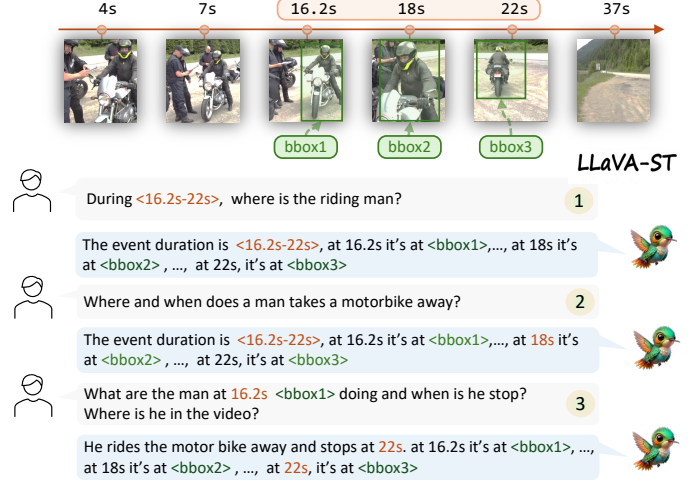 4s 7s 16.2s 18s 22s 37s
bbox1 bbox2 bbox3
LLaVA-ST
During <16.2s-22s>, where is the riding man?
1
The event duration is <16.2s-22s>, at 16.2s it's at <bbox1>,…, at 18s it's
at <bbox2> , …, at 22s, it's at <bbox3>
Where and when does a man takes a motorbike away?
2
The event duration is <16.2s-22s>, at 16.2s it's at <bbox1>,…, at 18s it's
at <bbox2> , …, at 22s, it's at <bbox3>
What are the man at 16.2s <bbox1> doing and when is he stop?
Where is he in the video?
3
He rides the motor bike away and stops at 22s. at 16.2s it's at <bbox1>, …,
at 18s it's at <bbox2> , …, at 22s, it's at <bbox3>